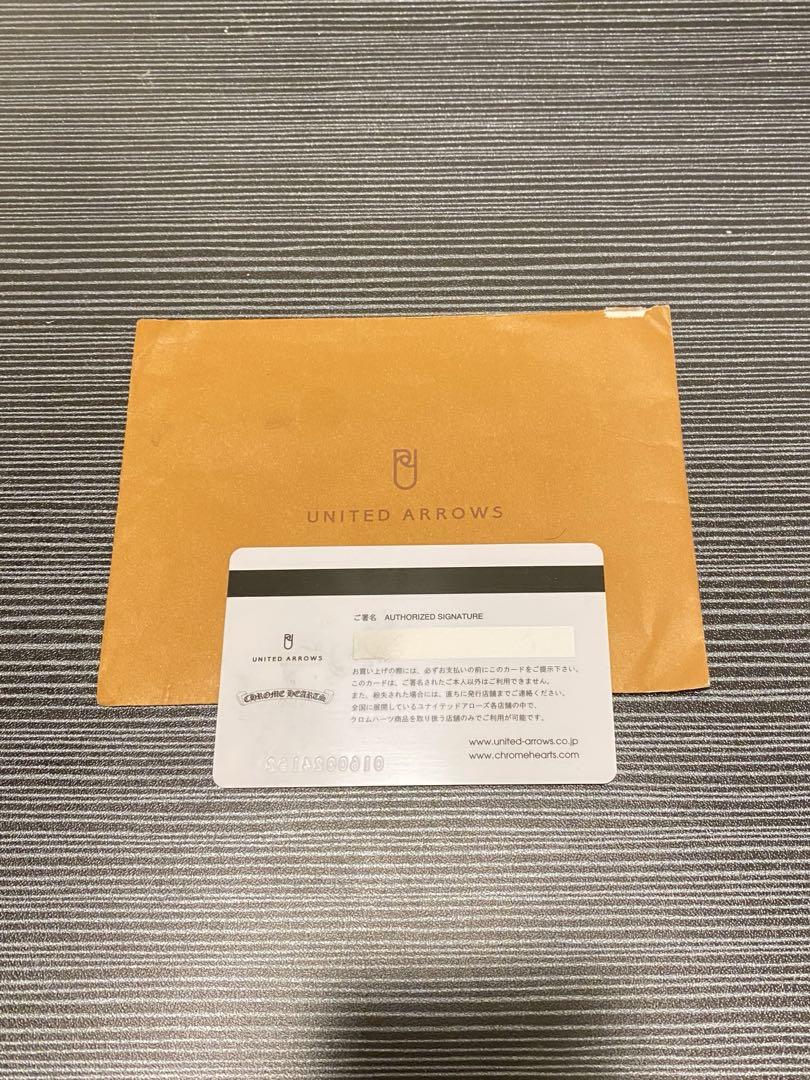 UNITED ARROWS
ご署名 AUTHORIZED SIGNATURE
UNITED ARROWS
CHROME HEARTS
お買い上げの際には、必ずお支払いの前にこのカードをご提示下さい。
このカードは、ご署名されたご本人以外はご利用できません。
また、紛失された場合には、直ちに発行店舗までご連絡ください。
全国に展開しているユナイテッドアローズ各店舗の中で、
クロムハーツ商品を取り扱う店舗のみでご利用が可能です。
www.united-arrows.co.jp
www.chromehearts.com